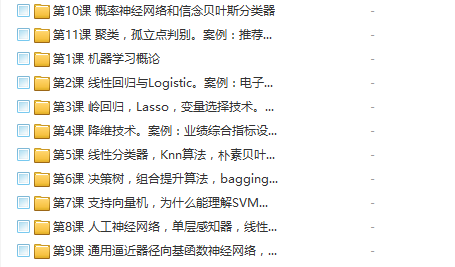 第10课 概率神经网络和信念贝叶斯分类器
第11课 聚类，孤立点判别。案例：推荐...
第1课 机器学习概论
第2课 线性回归与Logistic。案例：电子...
第3课 岭回归，Lasso，变量选择技术。...
第4课 降维技术。案例：业绩综合指标设...
第5课 线性分类器，Knn算法，朴素贝叶...
第6课 决策树，组合提升算法，bagging...
第7课 支持向量机，为什么能理解SVM...
第8课 人工神经网络，单层感知器，线性...
第9课 通用逼近器径向基函数神经网络，...